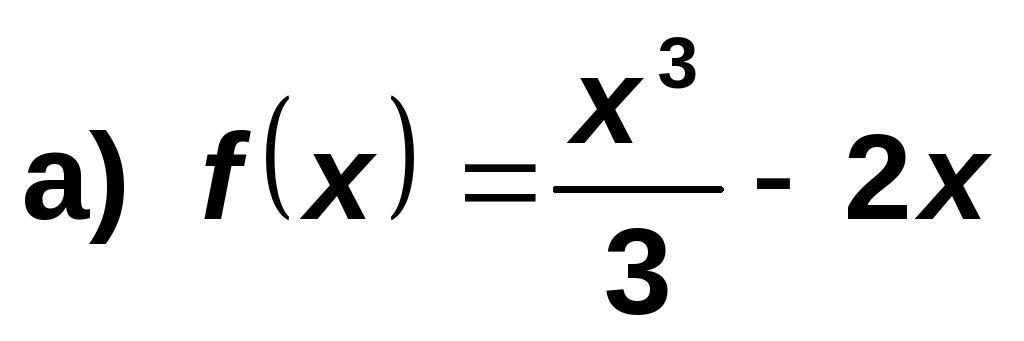 a) f(x) = x³/3 - 2x